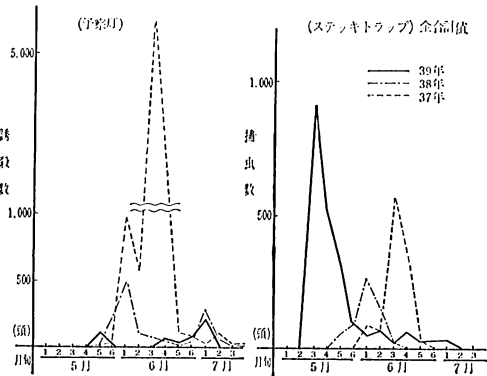 (予察灯)
5,000
誘殺数
1,000
500
(頭)
月旬
1 2 3 4 5 6 1 2 3 4 5 6 1 2 3
5月 6月 7月
(ステッキトラップ) 全合計値
39年
38年
37年
1.000
捕虫数
500
(頭)
月旬
1 2 3 4 5 6 1 2 3 4 5 6 1 2 3
5月 6月 7月